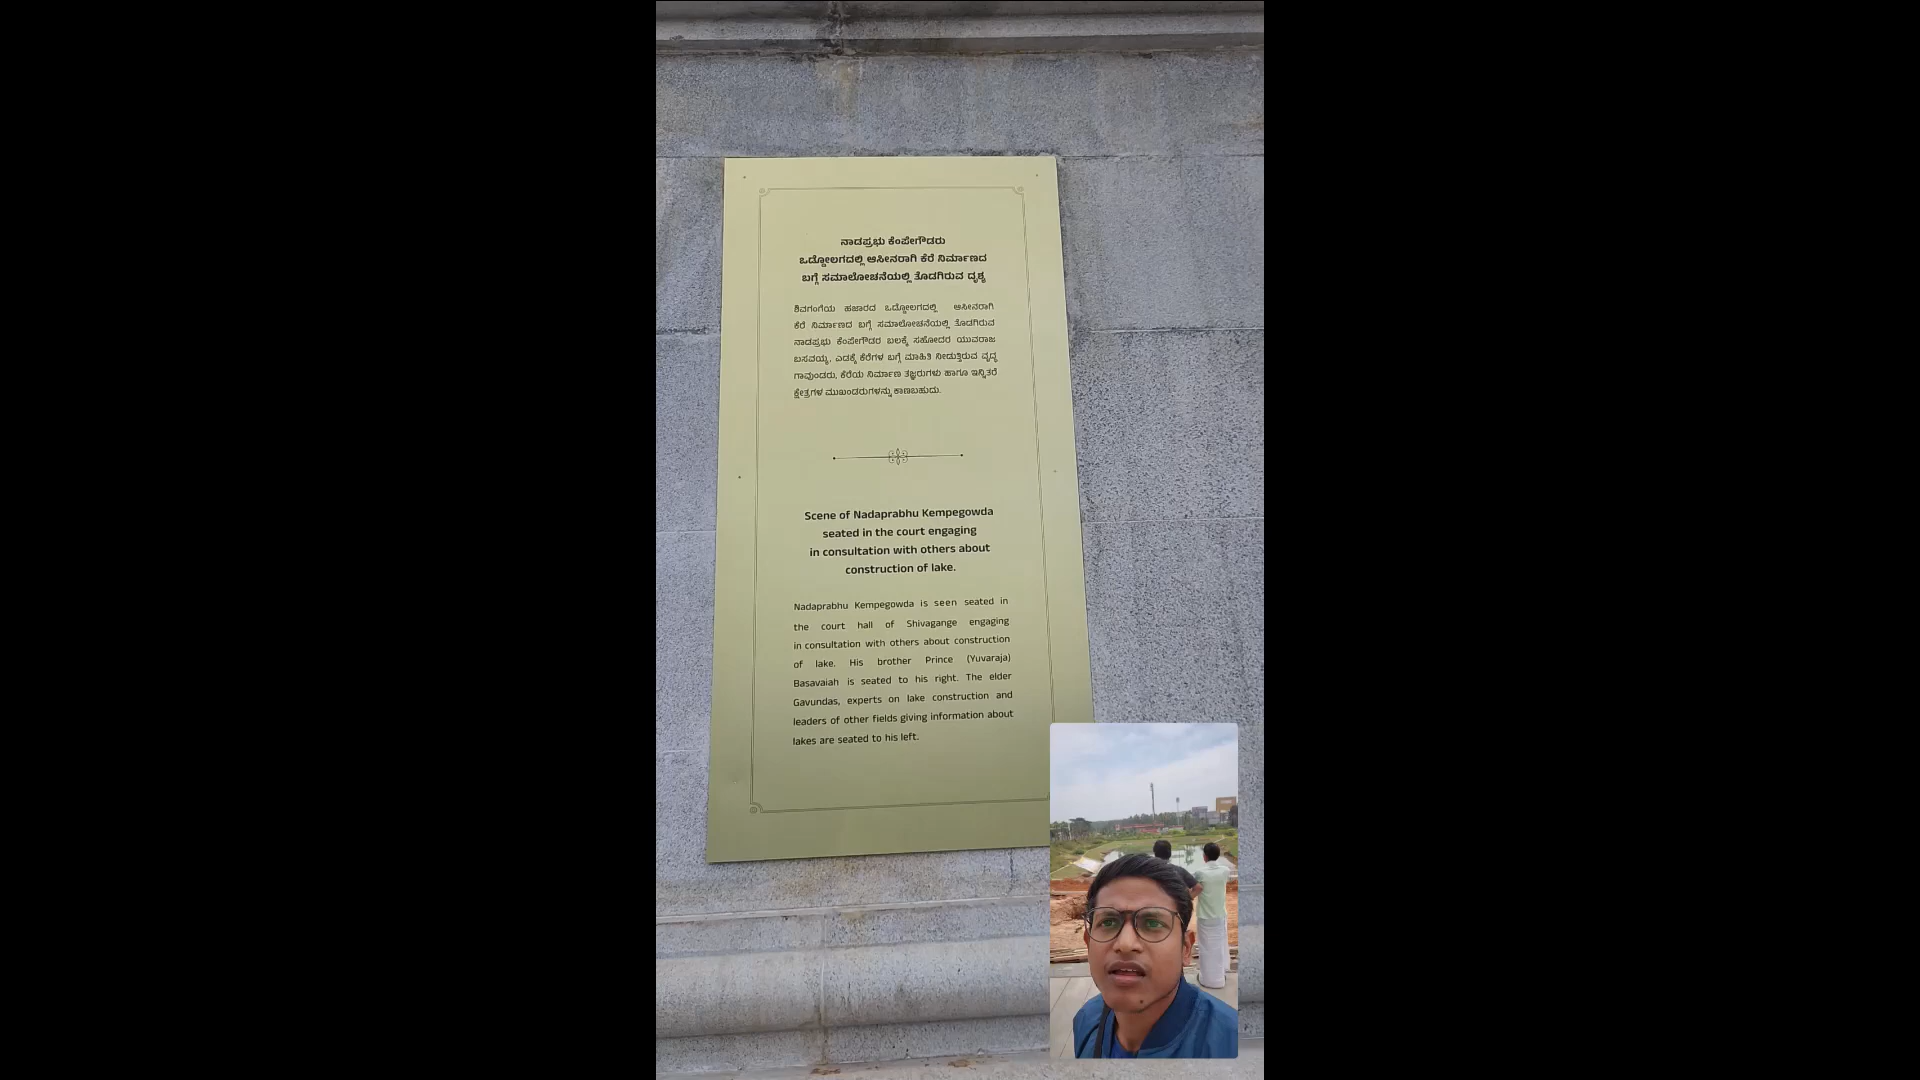 ನಾಡಪ್ರಭು ಕೆಂಪೇಗೌಡರು
ಒಡ್ಡೋಲಗದಲ್ಲಿ ಆಸೀನರಾಗಿ ಕೆರೆ ನಿರ್ಮಾಣದ
ಬಗ್ಗೆ ಸಮಾಲೋಚನೆಯಲ್ಲಿ ತೊಡಗಿರುವ ದೃಶ್ಯ
ಶಿವಗಂಗೆಯ ಹಜಾರದ ಒಡ್ಡೋಲಗದಲ್ಲಿ ಆಸೀನರಾಗಿ
ಕೆರೆ ನಿರ್ಮಾಣದ ಬಗ್ಗೆ ಸಮಾಲೋಚನೆಯಲ್ಲಿ ತೊಡಗಿರುವ
ನಾಡಪ್ರಭು ಕೆಂಪೇಗೌಡರ ಬಲಕ್ಕೆ ಸಹೋದರ ಯುವರಾಜ
ಬಸವಯ್ಯ, ಎಡಕ್ಕೆ ಕೆರೆಗಳ ಬಗ್ಗೆ ಮಾಹಿತಿ ನೀಡುತ್ತಿರುವ ವೃದ್ಧ
ಗಾವುಂಡರು, ಕೆರೆಯ ನಿರ್ಮಾಣ ತಜ್ಞರುಗಳು ಹಾಗೂ ಇನ್ನಿತರೆ
ಕ್ಷೇತ್ರಗಳ ಮುಖಂಡರುಗಳನ್ನು ಕಾಣಬಹುದು.
Scene of Nadaprabhu Kempegowda
seated in the court engaging
in consultation with others about
construction of lake.
Nadaprabhu Kempegowda is seen seated in
the court hall of Shivagange engaging
in consultation with others about construction
of lake. His brother Prince (Yuvaraja)
Basavaiah is seated to his right. The elder
Gavundas, experts on lake construction and
leaders of other fields giving information about
lakes are seated to his left.